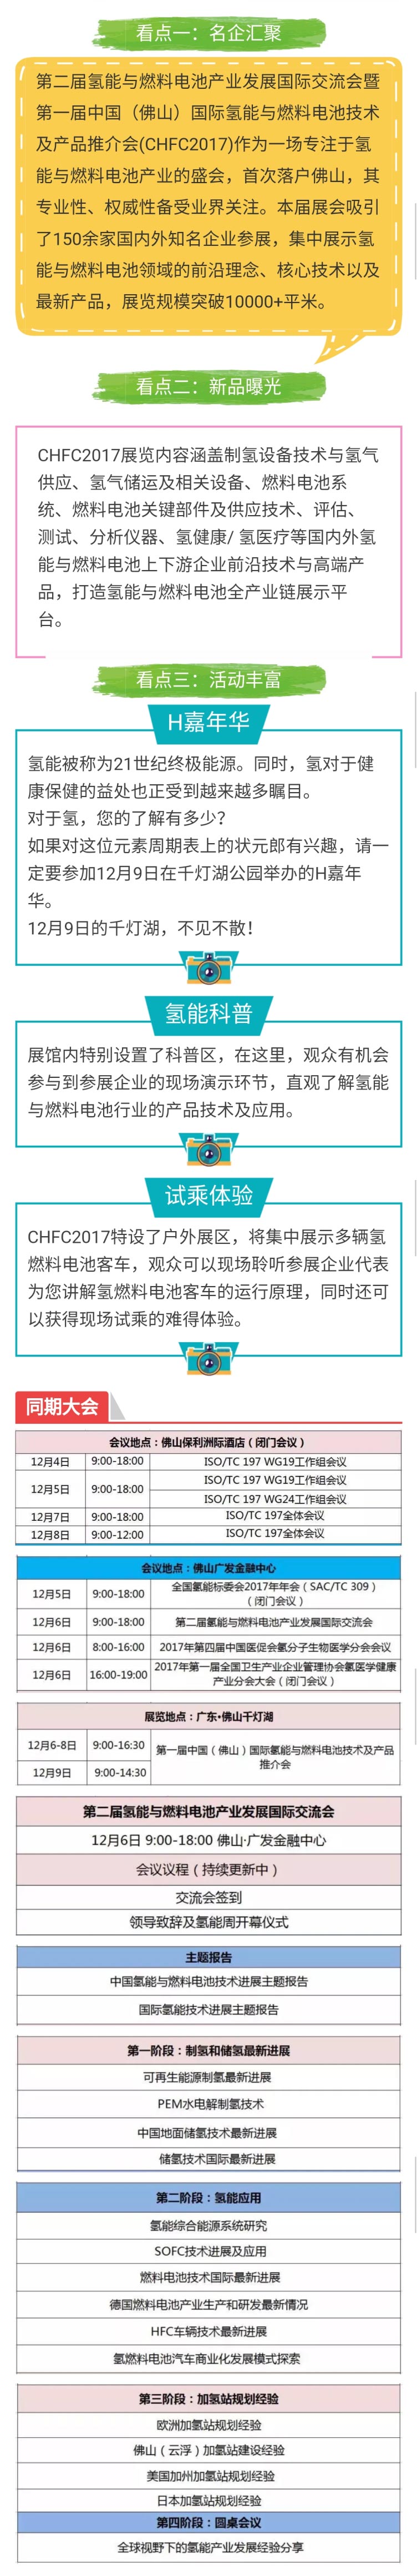 看点一：名企汇聚
第二届氢能与燃料电池产业发展国际交流会暨
第一届中国（佛山）国际氢能与燃料电池技术
及产品推介会(CHFC2017)作为一场专注于氢
能与燃料电池产业的盛会，首次落户佛山，其
专业性、权威性备受业界关注。本届展会吸引
了150余家国内外知名企业参展，集中展示氢
能与燃料电池领域的前沿理念、核心技术以及
最新产品，展览规模突破10000+平米。
看点二：新品曝光
CHFC2017展览内容涵盖制氢设备技术与氢气
供应、氢气储运及相关设备、燃料电池系
统、燃料电池关键部件及供应技术、评估、
测试、分析仪器、氢健康/ 氢医疗等国内外氢
能与燃料电池上下游企业前沿技术与高端产
品，打造氢能与燃料电池全产业链展示平
台。
看点三：活动丰富
H嘉年华
氢能被称为21世纪终极能源。同时，氢对于健
康保健的益处也正受到越来越多瞩目。
对于氢，您的了解有多少？
如果对这位元素周期表上的状元郎有兴趣，请一
定要参加12月9日在千灯湖公园举办的H嘉年
华。
12月9日的千灯湖，不见不散！
氢能科普
展馆内特别设置了科普区，在这里，观众有机会
参与到参展企业的现场演示环节，直观了解氢能
与燃料电池行业的产品技术及应用。
试乘体验
CHFC2017特设了户外展区，将集中展示多辆氢
燃料电池客车，观众可以现场聆听参展企业代表
为您讲解氢燃料电池客车的运行原理，同时还可
以获得现场试乘的难得体验。
同期大会
会议地点：佛山保利洲际酒店（闭门会议）
12月4日 9:00-18:00 ISO/TC 197 WG19工作组会议
12月5日 9:00-18:00 ISO/TC 197 WG19工作组会议
ISO/TC 197 WG24工作组会议
12月7日 9:00-18:00 ISO/TC 197全体会议
12月8日 9:00-12:00 ISO/TC 197全体会议
会议地点：佛山广发金融中心
12月5日 9:00-18:00 全国氢能标委会2017年年会（SAC/TC 309）
（闭门会议）
12月6日 9:00-18:00 第二届氢能与燃料电池产业发展国际交流会
12月6日 8:00-16:00 2017年第四届中国医促会氢分子生物医学分会会议
12月6日 16:00-19:00 2017年第一届全国卫生产业企业管理协会氢医学健康
产业分会大会（闭门会议）
展览地点：广东•佛山千灯湖
12月6-8日 9:00-16:30 第一届中国（佛山）国际氢能与燃料电池技术及产品
推介会
12月9日 9:00-14:30
第二届氢能与燃料电池产业发展国际交流会
12月6日 9:00-18:00 佛山·广发金融中心
会议议程（持续更新中）
交流会签到
领导致辞及氢能周开幕仪式
主题报告
中国氢能与燃料电池技术进展主题报告
国际氢能技术进展主题报告
第一阶段：制氢和储氢最新进展
可再生能源制氢最新进展
PEM水电解制氢技术
中国地面储氢技术最新进展
储氢技术国际最新进展
第二阶段：氢能应用
氢能综合能源系统研究
SOFC技术进展及应用
燃料电池技术国际最新进展
德国燃料电池产业生产和研发最新情况
HFC车辆技术最新进展
氢燃料电池汽车商业化发展模式探索
第三阶段：加氢站规划经验
欧洲加氢站规划经验
佛山（云浮）加氢站建设经验
美国加州加氢站规划经验
日本加氢站规划经验
第四阶段：圆桌会议
全球视野下的氢能产业发展经验分享